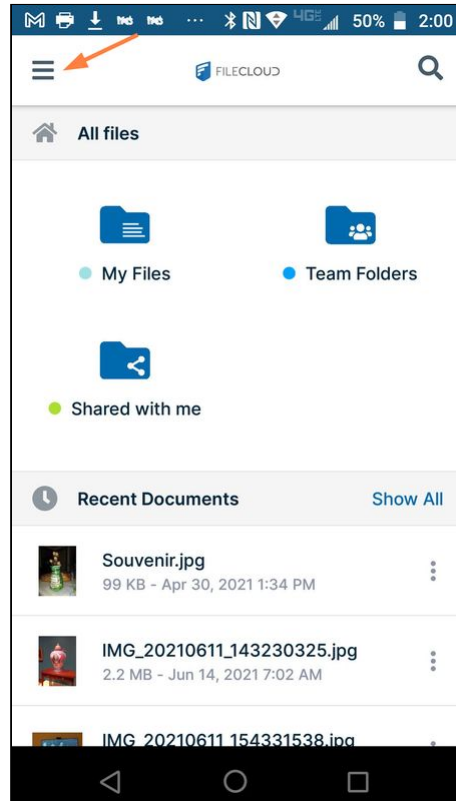 4G 50% 2:00
FILECLOUD
All files
My Files
Team Folders
Shared with me
Recent Documents Show All
Souvenir.jpg
99 KB - Apr 30, 2021 1:34 PM
IMG_20210611_143230325.jpg
2.2 MB - Jun 14, 2021 7:02 AM
IMG_20210611_154331538.jpg